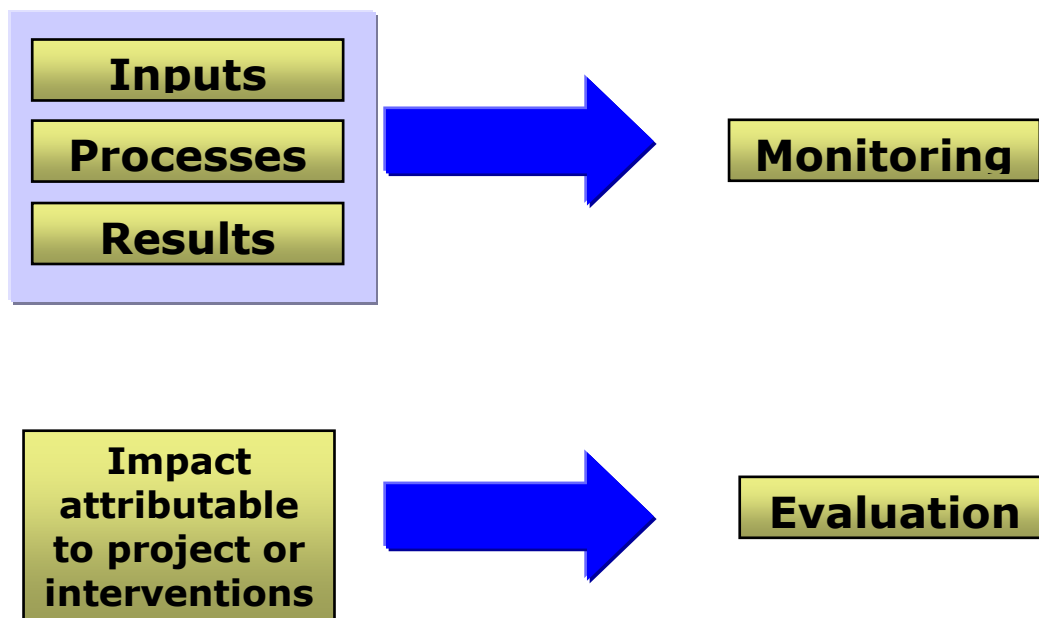 Inputs
Processes
Results
Monitoring
Impact
attributable
to project or
interventions
Evaluation